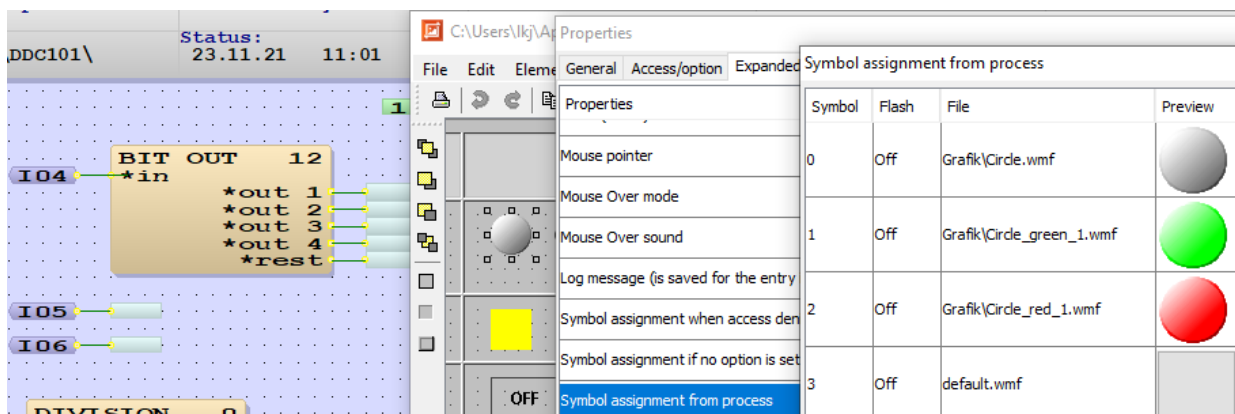 Status:
\DDC101\ 23.11.21 11:01
1
BIT OUT 12
IO4 *in
*out 1
*out 2
*out 3
*out 4
*rest
IO5
IO6
C:\Users\lkj\Ap
File Edit Eleme
OFF
Properties
General Access/option Expanded
Properties
Mouse pointer
Mouse Over mode
Mouse Over sound
Log message (is saved for the entry
Symbol assignment when access den
Symbol assignment if no option is set
Symbol assignment from process
Symbol assignment from process
Symbol Flash File Preview
0 Off Grafik\Circle.wmf
1 Off Grafik\Circle_green_1.wmf
2 Off Grafik\Circle_red_1.wmf
3 Off default.wmf